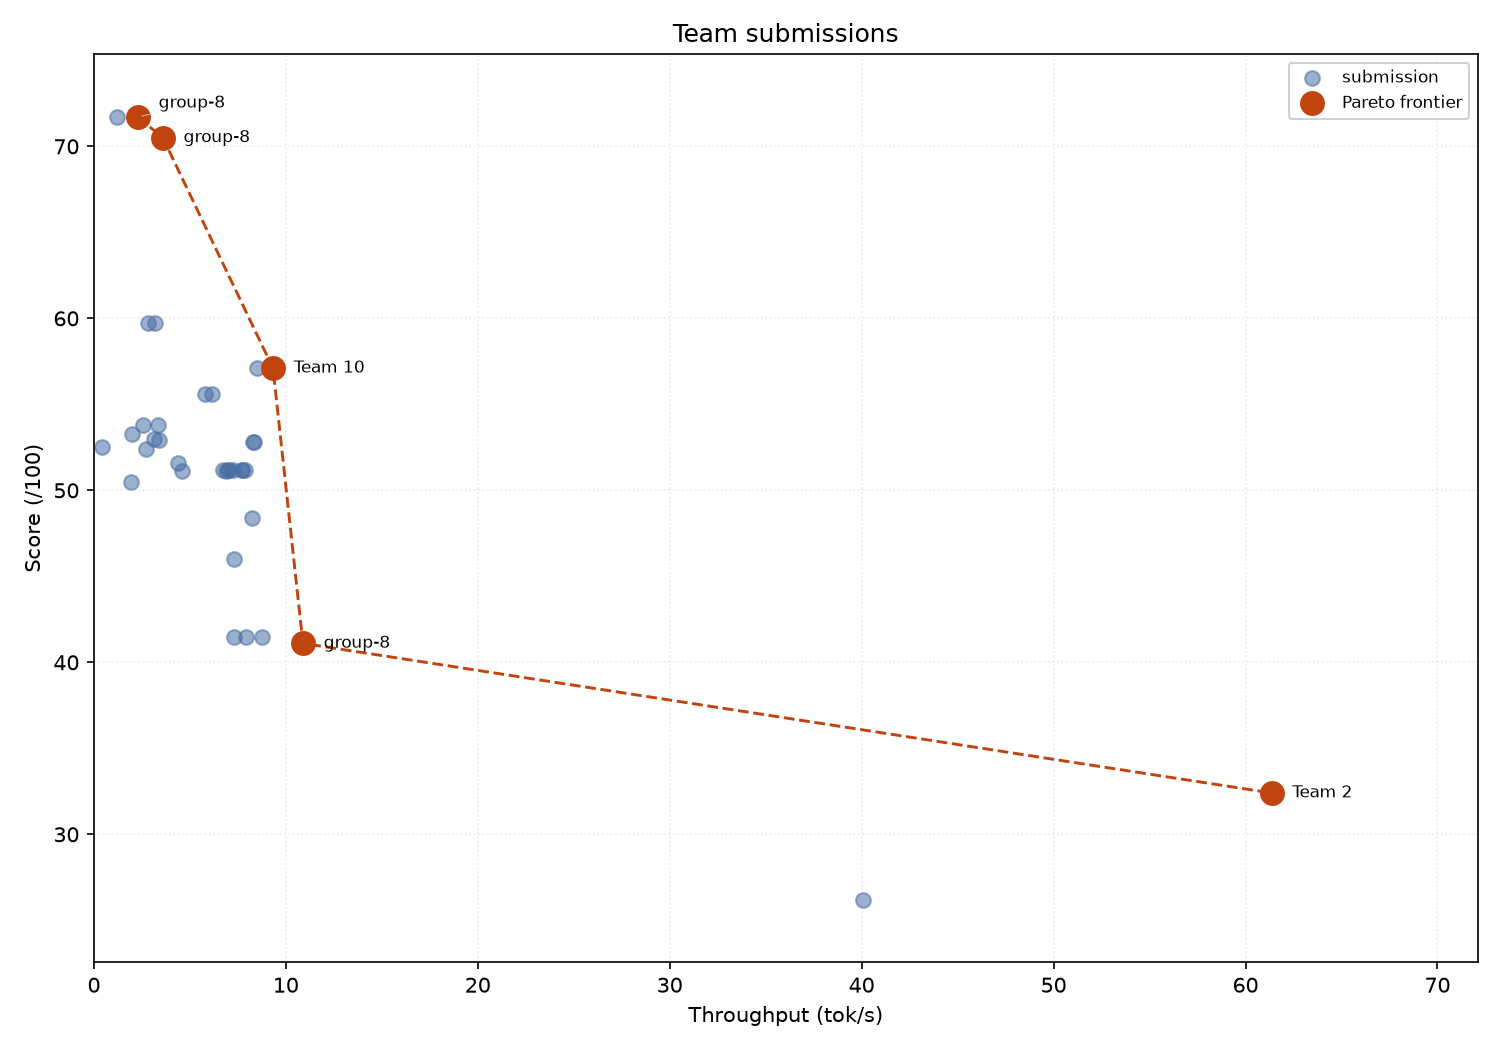 Team submissions
submission
Pareto frontier
group-8
group-8
Team 10
group-8
Team 2
70
60
50
40
30
Score (/100)
0 10 20 30 40 50 60 70
Throughput (tok/s)